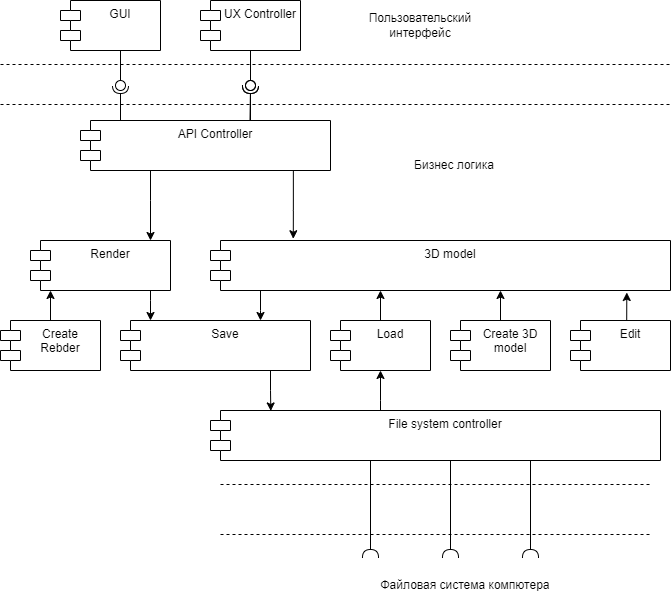 GUI
UX Controller
Пользовательский
интерфейс
API Controller
Бизнес логика
Render
3D model
Create
Rebder
Save
Load
Create 3D
model
Edit
File system controller
Файловая система компютера